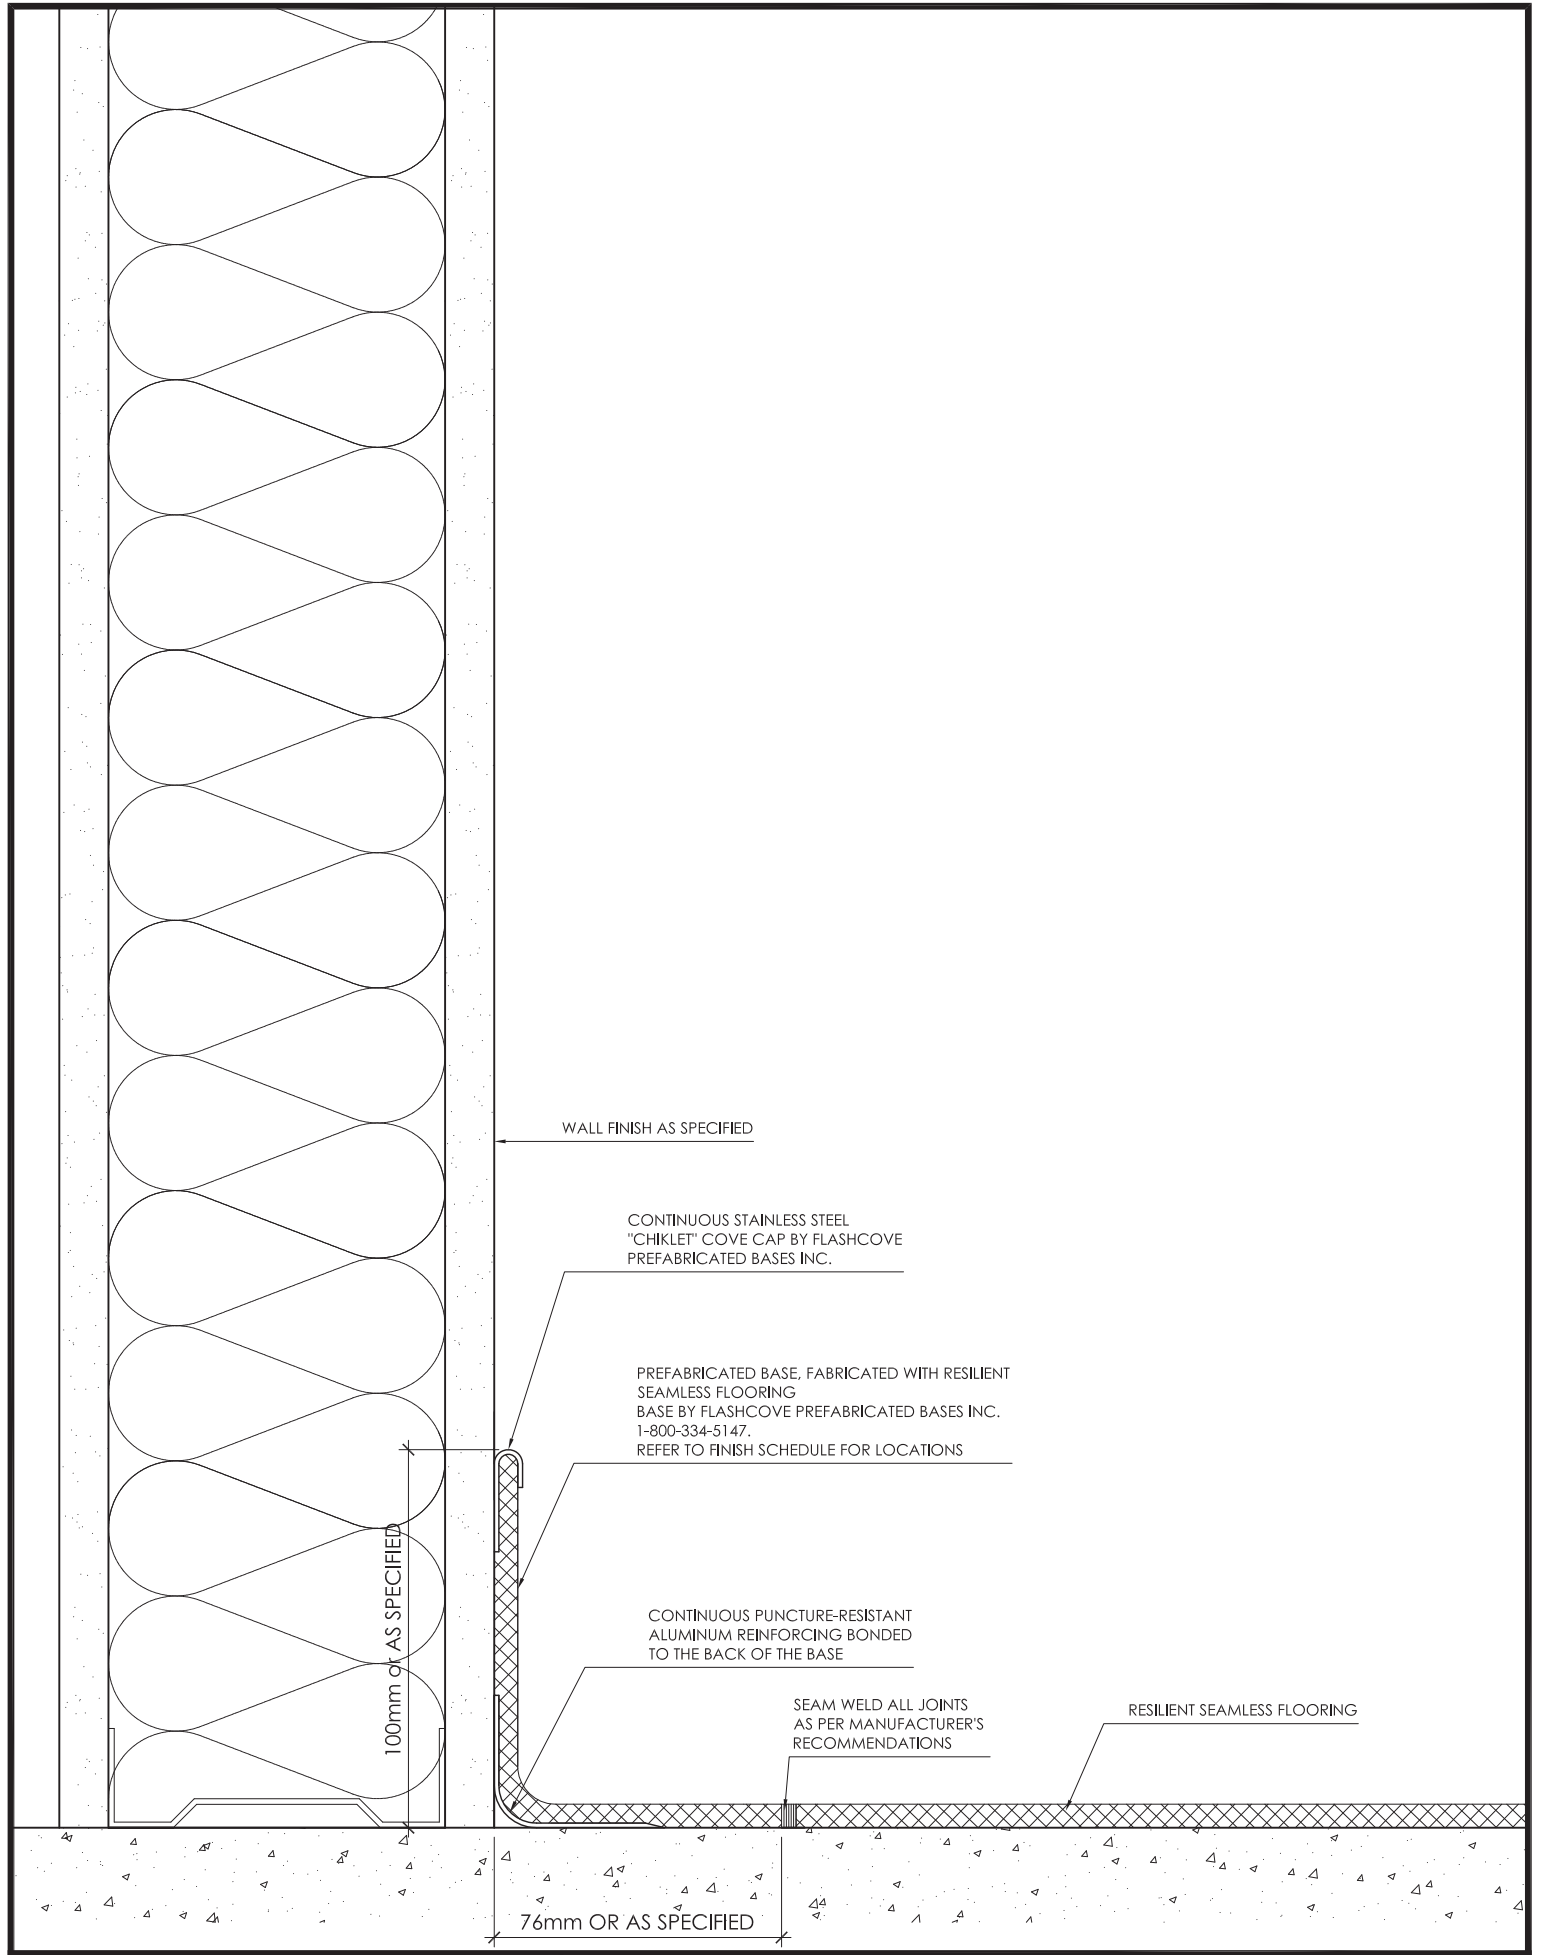 WALL FINISH AS SPECIFIED
CONTINUOUS STAINLESS STEEL
"CHIKLET" COVE CAP BY FLASHCOVE
PREFABRICATED BASES INC.
PREFABRICATED BASE, FABRICATED WITH RESILIENT
SEAMLESS FLOORING
BASE BY FLASHCOVE PREFABRICATED BASES INC.
1-800-334-5147.
REFER TO FINISH SCHEDULE FOR LOCATIONS
100mm or AS SPECIFIED
CONTINUOUS PUNCTURE-RESISTANT
ALUMINUM REINFORCING BONDED
TO THE BACK OF THE BASE
SEAM WELD ALL JOINTS
AS PER MANUFACTURER'S
RECOMMENDATIONS
RESILIENT SEAMLESS FLOORING
76mm OR AS SPECIFIED